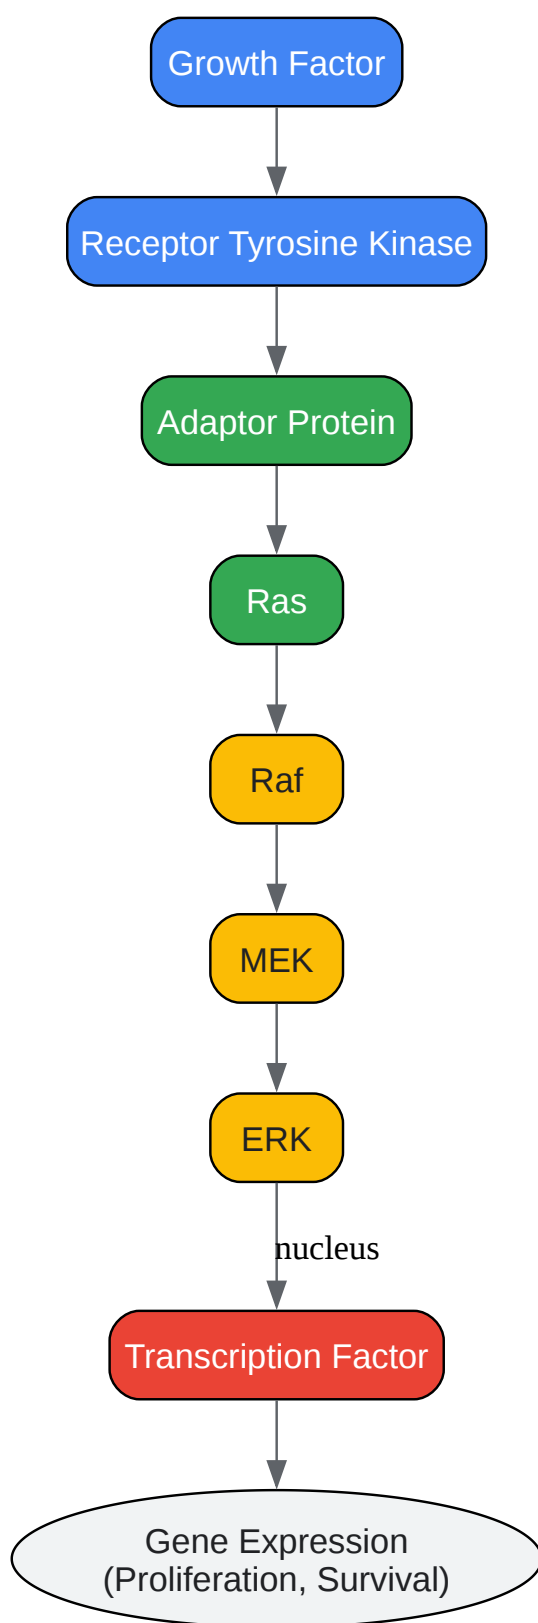 Growth Factor
Receptor Tyrosine Kinase
Adaptor Protein
Ras
Raf
MEK
ERK
nucleus
Transcription Factor
Gene Expression
(Proliferation, Survival)